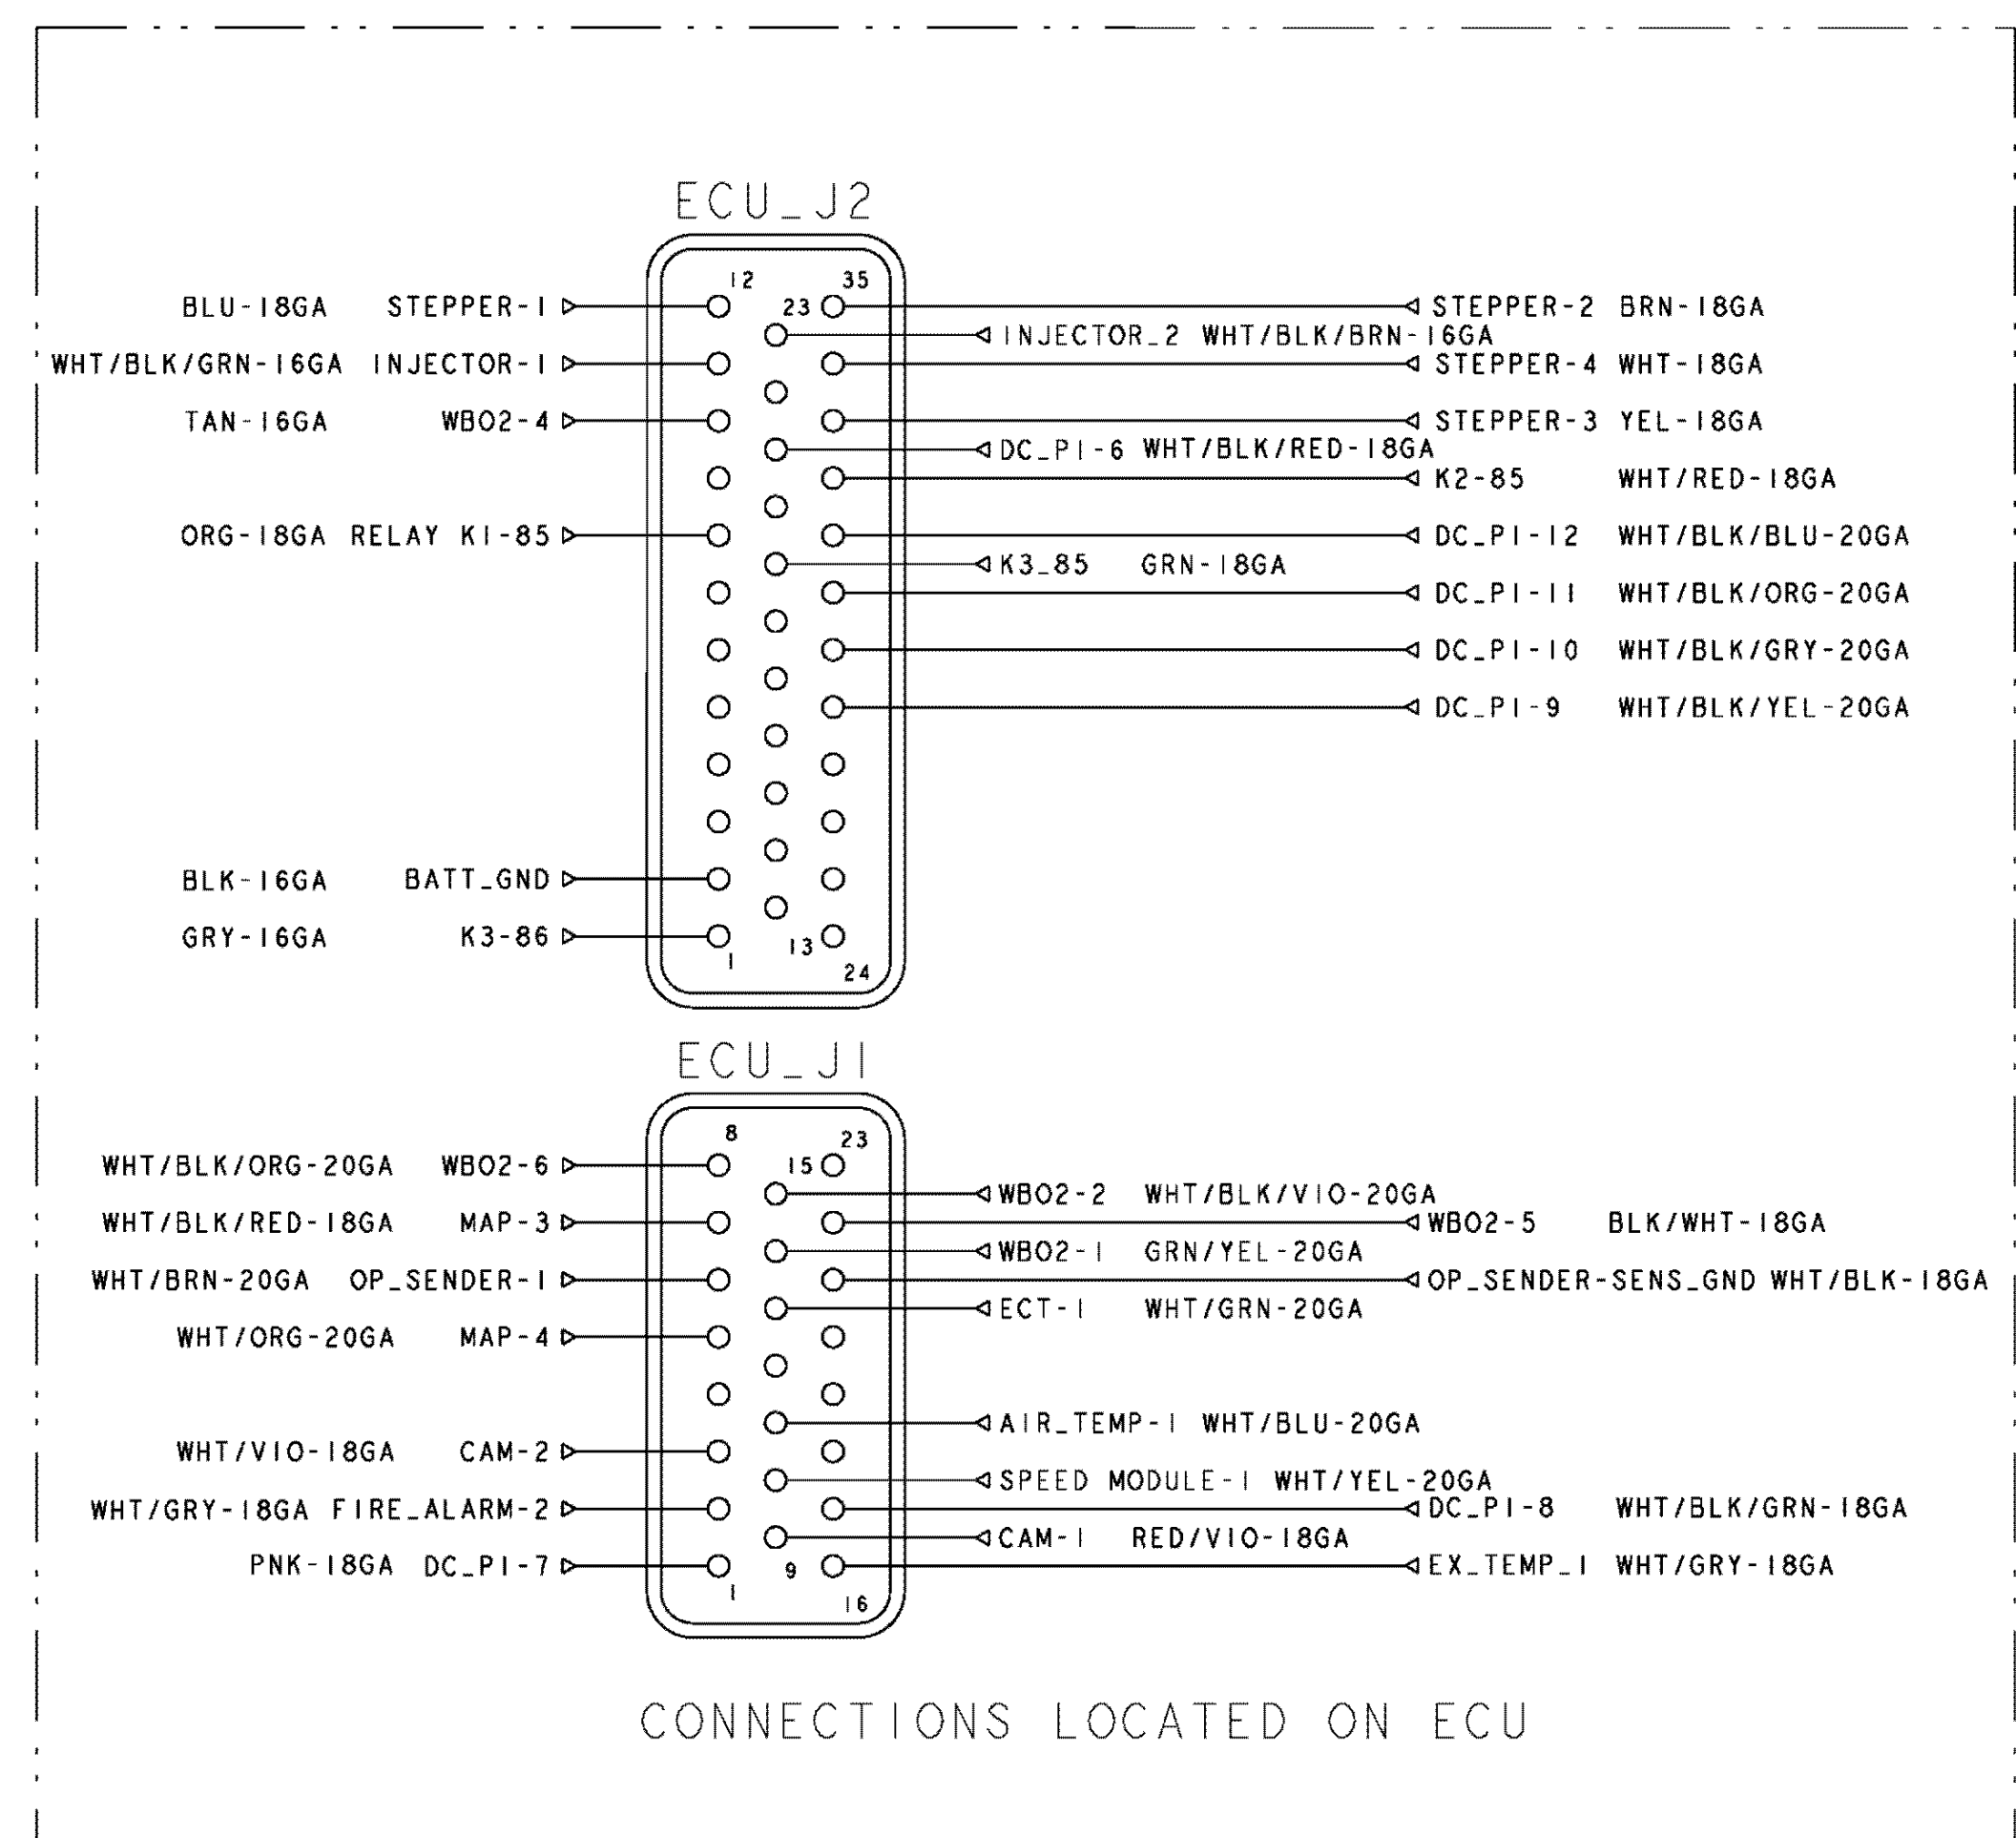 ECU_J2
12 35
BLU-18GA STEPPER-1 23 STEPPER-2 BRN-18GA
INJECTOR_2 WHT/BLK/BRN-16GA
WHT/BLK/GRN-16GA INJECTOR-1 STEPPER-4 WHT-18GA
TAN-16GA WBO2-4 STEPPER-3 YEL-18GA
DC_P1-6 WHT/BLK/RED-18GA
K2-85 WHT/RED-18GA
ORG-18GA RELAY K1-85 DC_P1-12 WHT/BLK/BLU-20GA
K3_85 GRN-18GA
DC_P1-11 WHT/BLK/ORG-20GA
DC_P1-10 WHT/BLK/GRY-20GA
DC_P1-9 WHT/BLK/YEL-20GA
BLK-16GA BATT_GND
GRY-16GA K3-86 13
1 24
ECU_J1
8 23
WHT/BLK/ORG-20GA WBO2-6 15
WBO2-2 WHT/BLK/VIO-20GA
WHT/BLK/RED-18GA MAP-3 WBO2-5 BLK/WHT-18GA
WBO2-1 GRN/YEL-20GA
WHT/BRN-20GA OP_SENDER-1 OP_SENDER-SENS_GND WHT/BLK-18GA
ECT-1 WHT/GRN-20GA
WHT/ORG-20GA MAP-4
AIR_TEMP-1 WHT/BLU-20GA
WHT/VIO-18GA CAM-2
SPEED MODULE-1 WHT/YEL-20GA
WHT/GRY-18GA FIRE_ALARM-2 DC_P1-8 WHT/BLK/GRN-18GA
CAM-1 RED/VIO-18GA
PNK-18GA DC_P1-7 9 EX_TEMP_1 WHT/GRY-18GA
1 16
CONNECTIONS LOCATED ON ECU